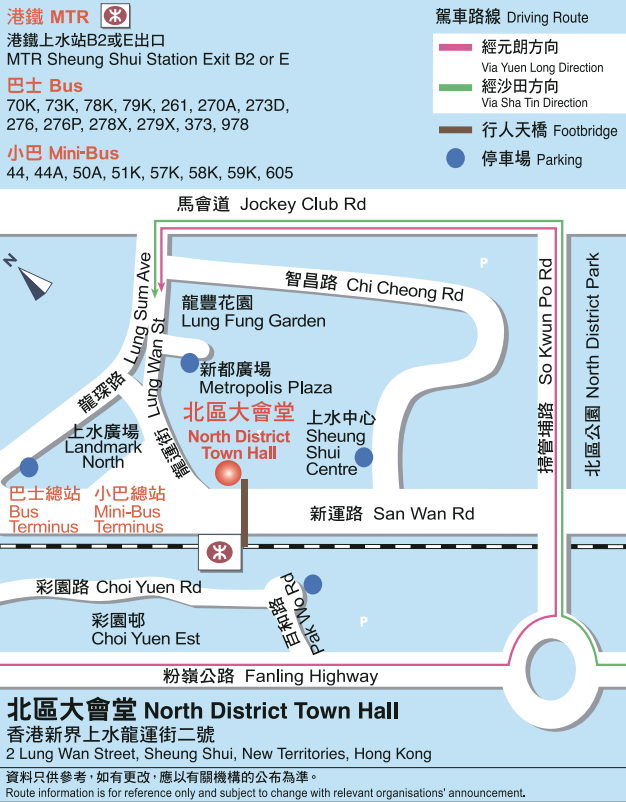 港鐵 MTR
港鐵上水站B2或E出口
MTR Sheung Shui Station Exit B2 or E
巴士 Bus
70K, 73K, 78K, 79K, 261, 270A, 273D,
276, 276P, 278X, 279X, 373, 978
小巴 Mini-Bus
44, 44A, 50A, 51K, 57K, 58K, 59K, 605
駕車路線 Driving Route
經元朗方向
Via Yuen Long Direction
經沙田方向
Via Sha Tin Direction
行人天橋 Footbridge
停車場 Parking
馬會道 Jockey Club Rd
N
P
智昌路 Chi Cheong Rd
龍琛路 Lung Sum Ave
龍運街 Lung Wan St
掃管埔路 So Kwun Po Rd
北區公園 North District Park
龍豐花園
Lung Fung Garden
新都廣場
Metropolis Plaza
北區大會堂
North District
Town Hall
上水中心
Sheung
Shui
Centre
上水廣場
Landmark
North
巴士總站
Bus
Terminus
小巴總站
Mini-Bus
Terminus
新運路 San Wan Rd
彩園路 Choi Yuen Rd
彩園邨
Choi Yuen Est
百和路 Pak Wo Rd
P
粉嶺公路 Fanling Highway
北區大會堂 North District Town Hall
香港新界上水龍運街二號
2 Lung Wan Street, Sheung Shui, New Territories, Hong Kong
資料只供參考，如有更改，應以有關機構的公布為準。
Route information is for reference only and subject to change with relevant organisations' announcement.